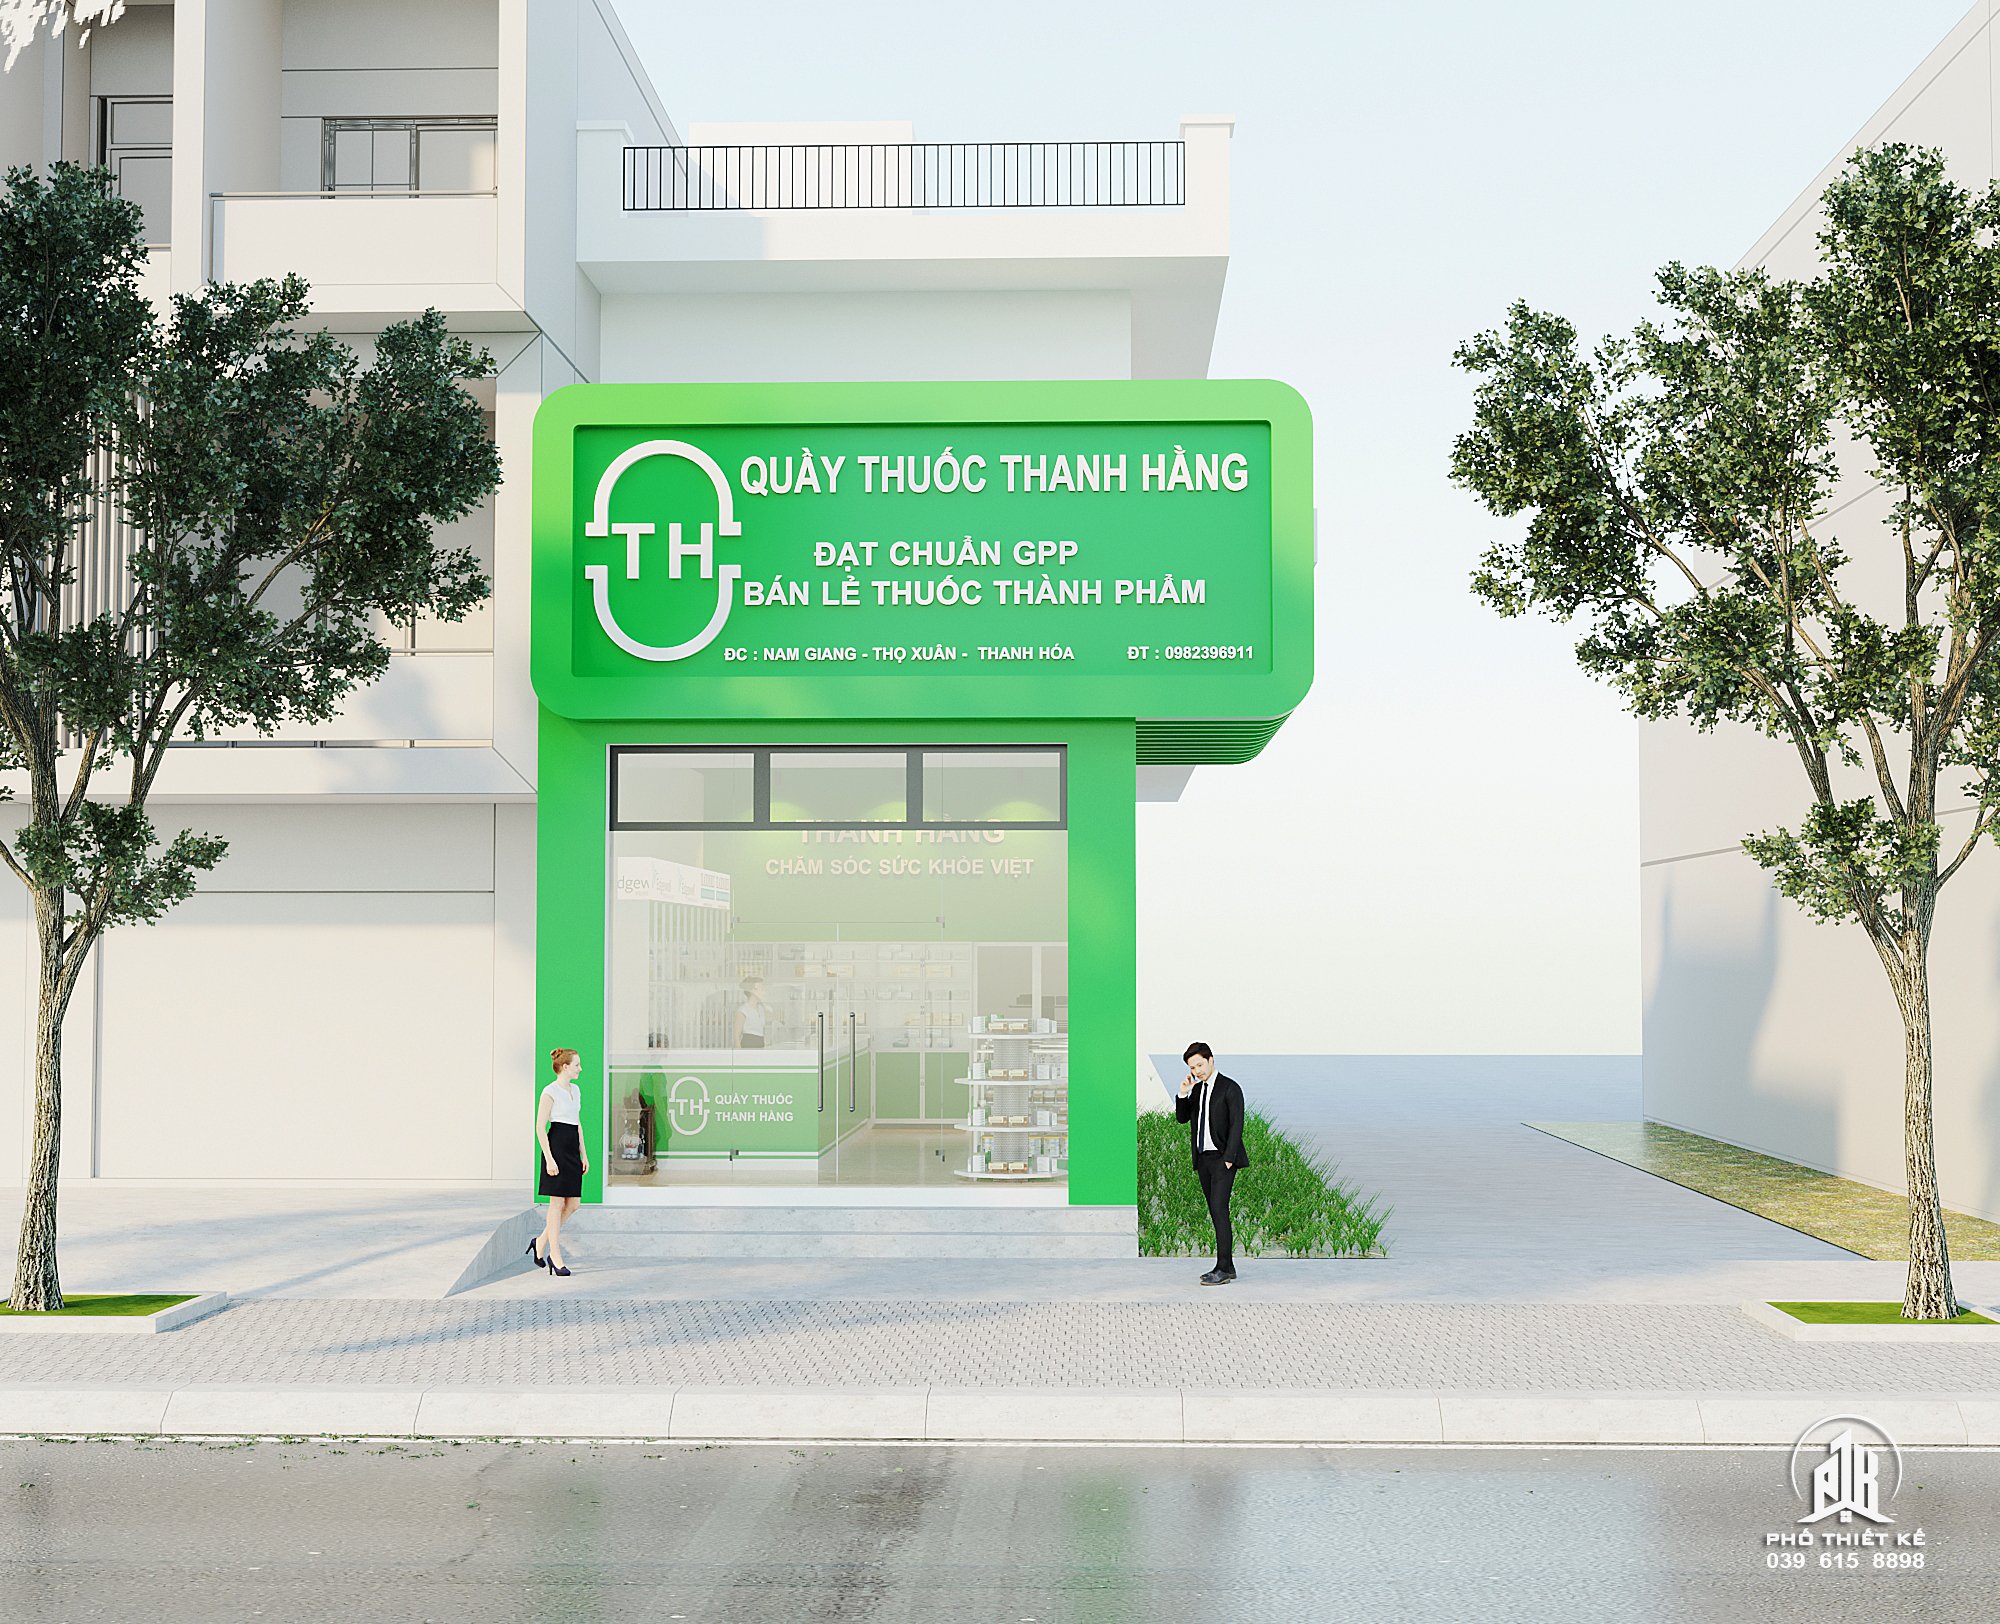 QUẦY THUỐC THANH HẰNG
TH
ĐẠT CHUẨN GPP
BÁN LẺ THUỐC THÀNH PHẨM
ĐC : NAM GIANG - THỌ XUÂN - THANH HÓA
ĐT : 0982396911
THANH HẰNG
CHĂM SÓC SỨC KHỎE VIỆT
TH
QUẦY THUỐC
THANH HẰNG
PHỐ THIẾT KẾ
039 615 8898